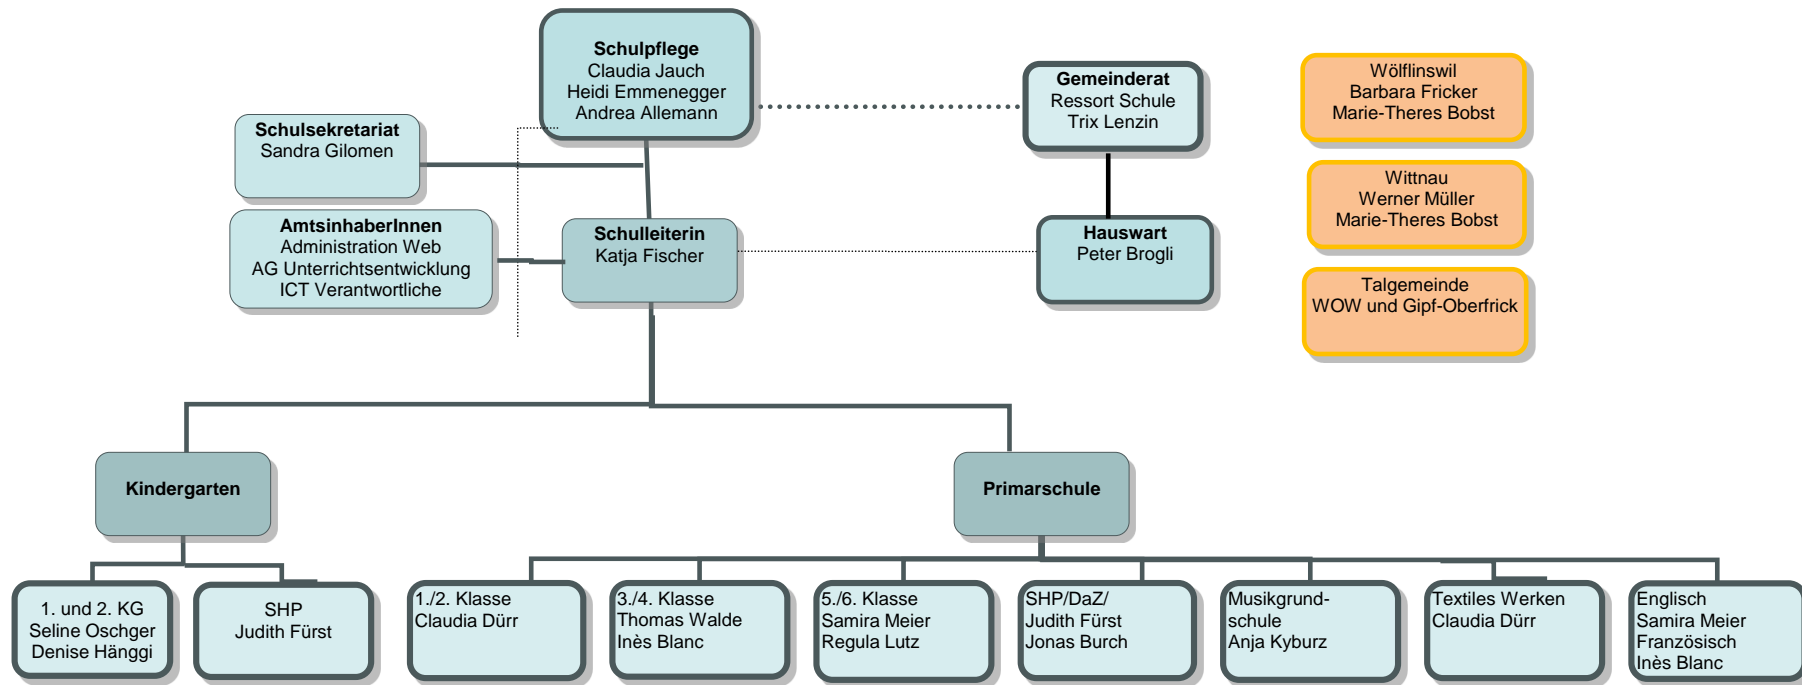 Schulpflege
Claudia Jauch
Heidi Emmenegger
Andrea Allemann
Gemeinderat
Ressort Schule
Trix Lenzin
Wölflinswil
Barbara Fricker
Marie-Theres Bobst
Schulsekretariat
Sandra Gilomen
Wittnau
Werner Müller
Marie-Theres Bobst
AmtsinhaberInnen
Administration Web
AG Unterrichtsentwicklung
ICT Verantwortliche
Schulleiterin
Katja Fischer
Hauswart
Peter Brogli
Talgemeinde
WOW und Gipf-Oberfrick
Kindergarten
Primarschule
1. und 2. KG
Seline Oschger
Denise Hänggi
SHP
Judith Fürst
1./2. Klasse
Claudia Dürr
3./4. Klasse
Thomas Walde
Inès Blanc
5./6. Klasse
Samira Meier
Regula Lutz
SHP/DaZ/
Judith Fürst
Jonas Burch
Musikgrund-
schule
Anja Kyburz
Textiles Werken
Claudia Dürr
Englisch
Samira Meier
Französisch
Inès Blanc